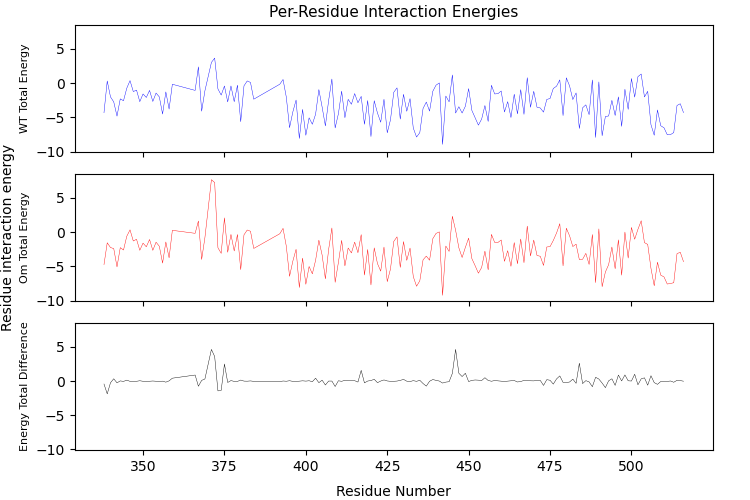 Per-Residue Interaction Energies
Residue interaction energy
WT Total Energy
5
0
−5
−10
Om Total Energy
5
0
−5
−10
Energy Total Difference
5
0
−5
−10
350 375 400 425 450 475 500
Residue Number